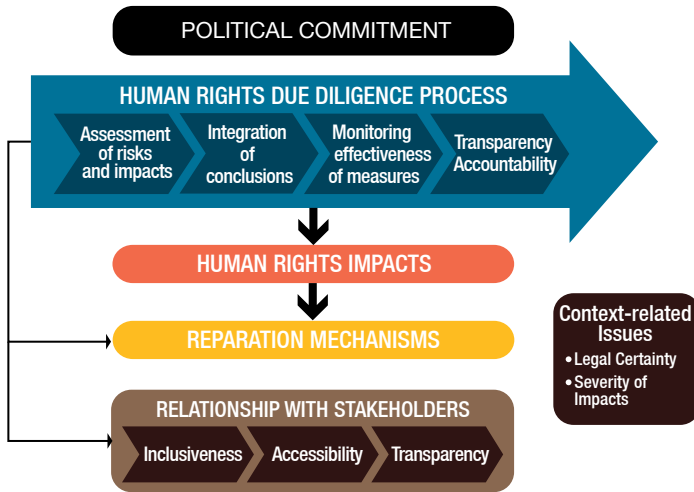 POLITICAL COMMITMENT
HUMAN RIGHTS DUE DILIGENCE PROCESS
Assessment
of risks
and impacts
Integration
of
conclusions
Monitoring
effectiveness
of measures
Transparency
Accountability
HUMAN RIGHTS IMPACTS
REPARATION MECHANISMS
RELATIONSHIP WITH STAKEHOLDERS
Inclusiveness
Accessibility
Transparency
Context-related
Issues
• Legal Certainty
• Severity of
Impacts